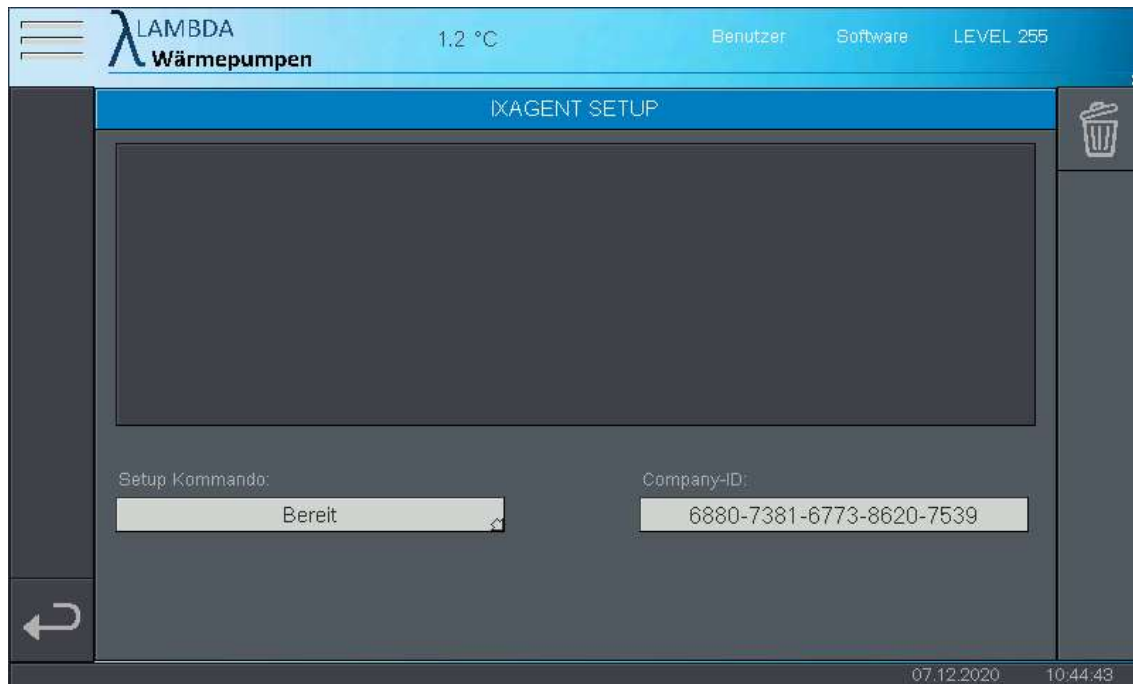 LAMBDA
Wärmepumpen
1.2 °C
Benutzer
Software
LEVEL 255
IXAGENT SETUP
Setup Kommando:
Company-ID:
Bereit
6880-7381-6773-8620-7539
07.12.2020
10:44:43